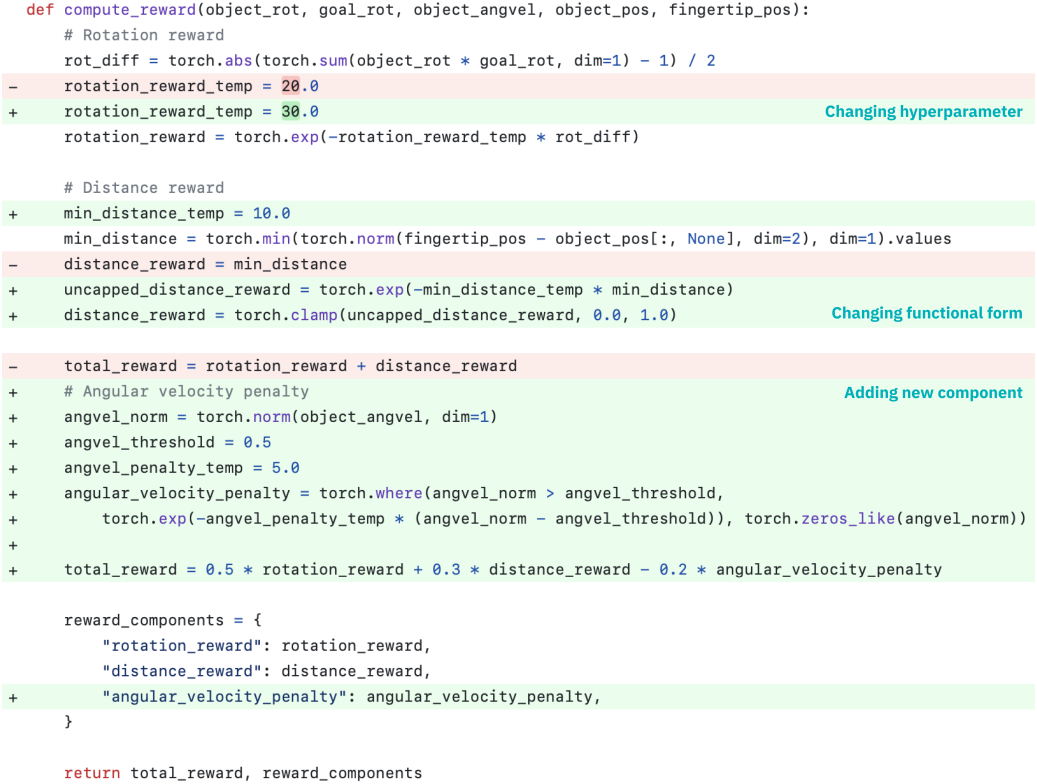 def compute_reward(object_rot, goal_rot, object_angvel, object_pos, fingertip_pos):
    # Rotation reward
    rot_diff = torch.abs(torch.sum(object_rot * goal_rot, dim=1) - 1) / 2
-    rotation_reward_temp = 20.0
+    rotation_reward_temp = 30.0 Changing hyperparameter
    rotation_reward = torch.exp(-rotation_reward_temp * rot_diff)

    # Distance reward
+    min_distance_temp = 10.0
    min_distance = torch.min(torch.norm(fingertip_pos - object_pos[:, None], dim=2), dim=1).values
-    distance_reward = min_distance
+    uncapped_distance_reward = torch.exp(-min_distance_temp * min_distance)
+    distance_reward = torch.clamp(uncapped_distance_reward, 0.0, 1.0) Changing functional form

-    total_reward = rotation_reward + distance_reward
+    # Angular velocity penalty Adding new component
+    angvel_norm = torch.norm(object_angvel, dim=1)
+    angvel_threshold = 0.5
+    angvel_penalty_temp = 5.0
+    angular_velocity_penalty = torch.where(angvel_norm > angvel_threshold,
+        torch.exp(-angvel_penalty_temp * (angvel_norm - angvel_threshold)), torch.zeros_like(angvel_norm))
+
+    total_reward = 0.5 * rotation_reward + 0.3 * distance_reward - 0.2 * angular_velocity_penalty

    reward_components = {
        "rotation_reward": rotation_reward,
        "distance_reward": distance_reward,
+        "angular_velocity_penalty": angular_velocity_penalty,
    }

    return total_reward, reward_components